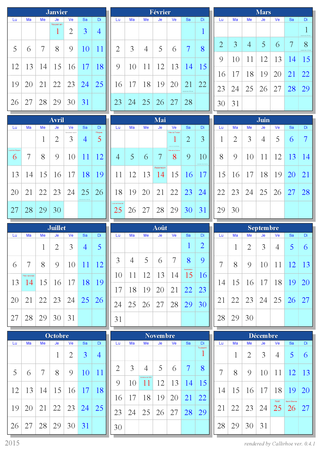 Janvier
Lu Ma Me Je Ve Sa Di
1 2 3 4
5 6 7 8 9 10 11
12 13 14 15 16 17 18
19 20 21 22 23 24 25
26 27 28 29 30 31
Février
Lu Ma Me Je Ve Sa Di
1
2 3 4 5 6 7 8
9 10 11 12 13 14 15
16 17 18 19 20 21 22
23 24 25 26 27 28
Mars
Lu Ma Me Je Ve Sa Di
1
2 3 4 5 6 7 8
9 10 11 12 13 14 15
16 17 18 19 20 21 22
23 24 25 26 27 28 29
30 31
Avril
Lu Ma Me Je Ve Sa Di
1 2 3 4 5
6 7 8 9 10 11 12
13 14 15 16 17 18 19
20 21 22 23 24 25 26
27 28 29 30
Mai
Lu Ma Me Je Ve Sa Di
1 2 3
4 5 6 7 8 9 10
11 12 13 14 15 16 17
18 19 20 21 22 23 24
25 26 27 28 29 30 31
Juin
Lu Ma Me Je Ve Sa Di
1 2 3 4 5 6 7
8 9 10 11 12 13 14
15 16 17 18 19 20 21
22 23 24 25 26 27 28
29 30
Juillet
Lu Ma Me Je Ve Sa Di
1 2 3 4 5
6 7 8 9 10 11 12
13 14 15 16 17 18 19
20 21 22 23 24 25 26
27 28 29 30 31
Août
Lu Ma Me Je Ve Sa Di
1 2
3 4 5 6 7 8 9
10 11 12 13 14 15 16
17 18 19 20 21 22 23
24 25 26 27 28 29 30
31
Septembre
Lu Ma Me Je Ve Sa Di
1 2 3 4 5 6
7 8 9 10 11 12 13
14 15 16 17 18 19 20
21 22 23 24 25 26 27
28 29 30
Octobre
Lu Ma Me Je Ve Sa Di
1 2 3 4
5 6 7 8 9 10 11
12 13 14 15 16 17 18
19 20 21 22 23 24 25
26 27 28 29 30 31
Novembre
Lu Ma Me Je Ve Sa Di
1
2 3 4 5 6 7 8
9 10 11 12 13 14 15
16 17 18 19 20 21 22
23 24 25 26 27 28 29
30
Décembre
Lu Ma Me Je Ve Sa Di
1 2 3 4 5 6
7 8 9 10 11 12 13
14 15 16 17 18 19 20
21 22 23 24 25 26 27
28 29 30 31
2015
rendered by Callirhoe ver. 0.4.1